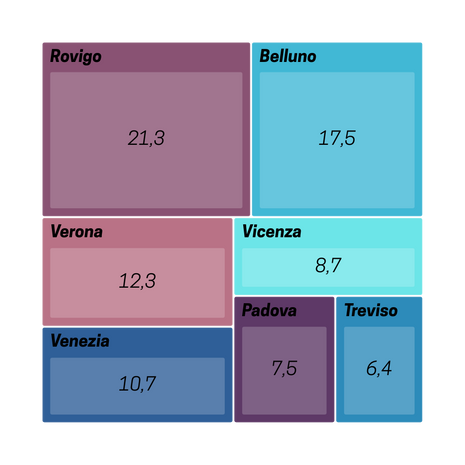 Rovigo
21,3
Belluno
17,5
Verona
12,3
Vicenza
8,7
Venezia
10,7
Padova
7,5
Treviso
6,4